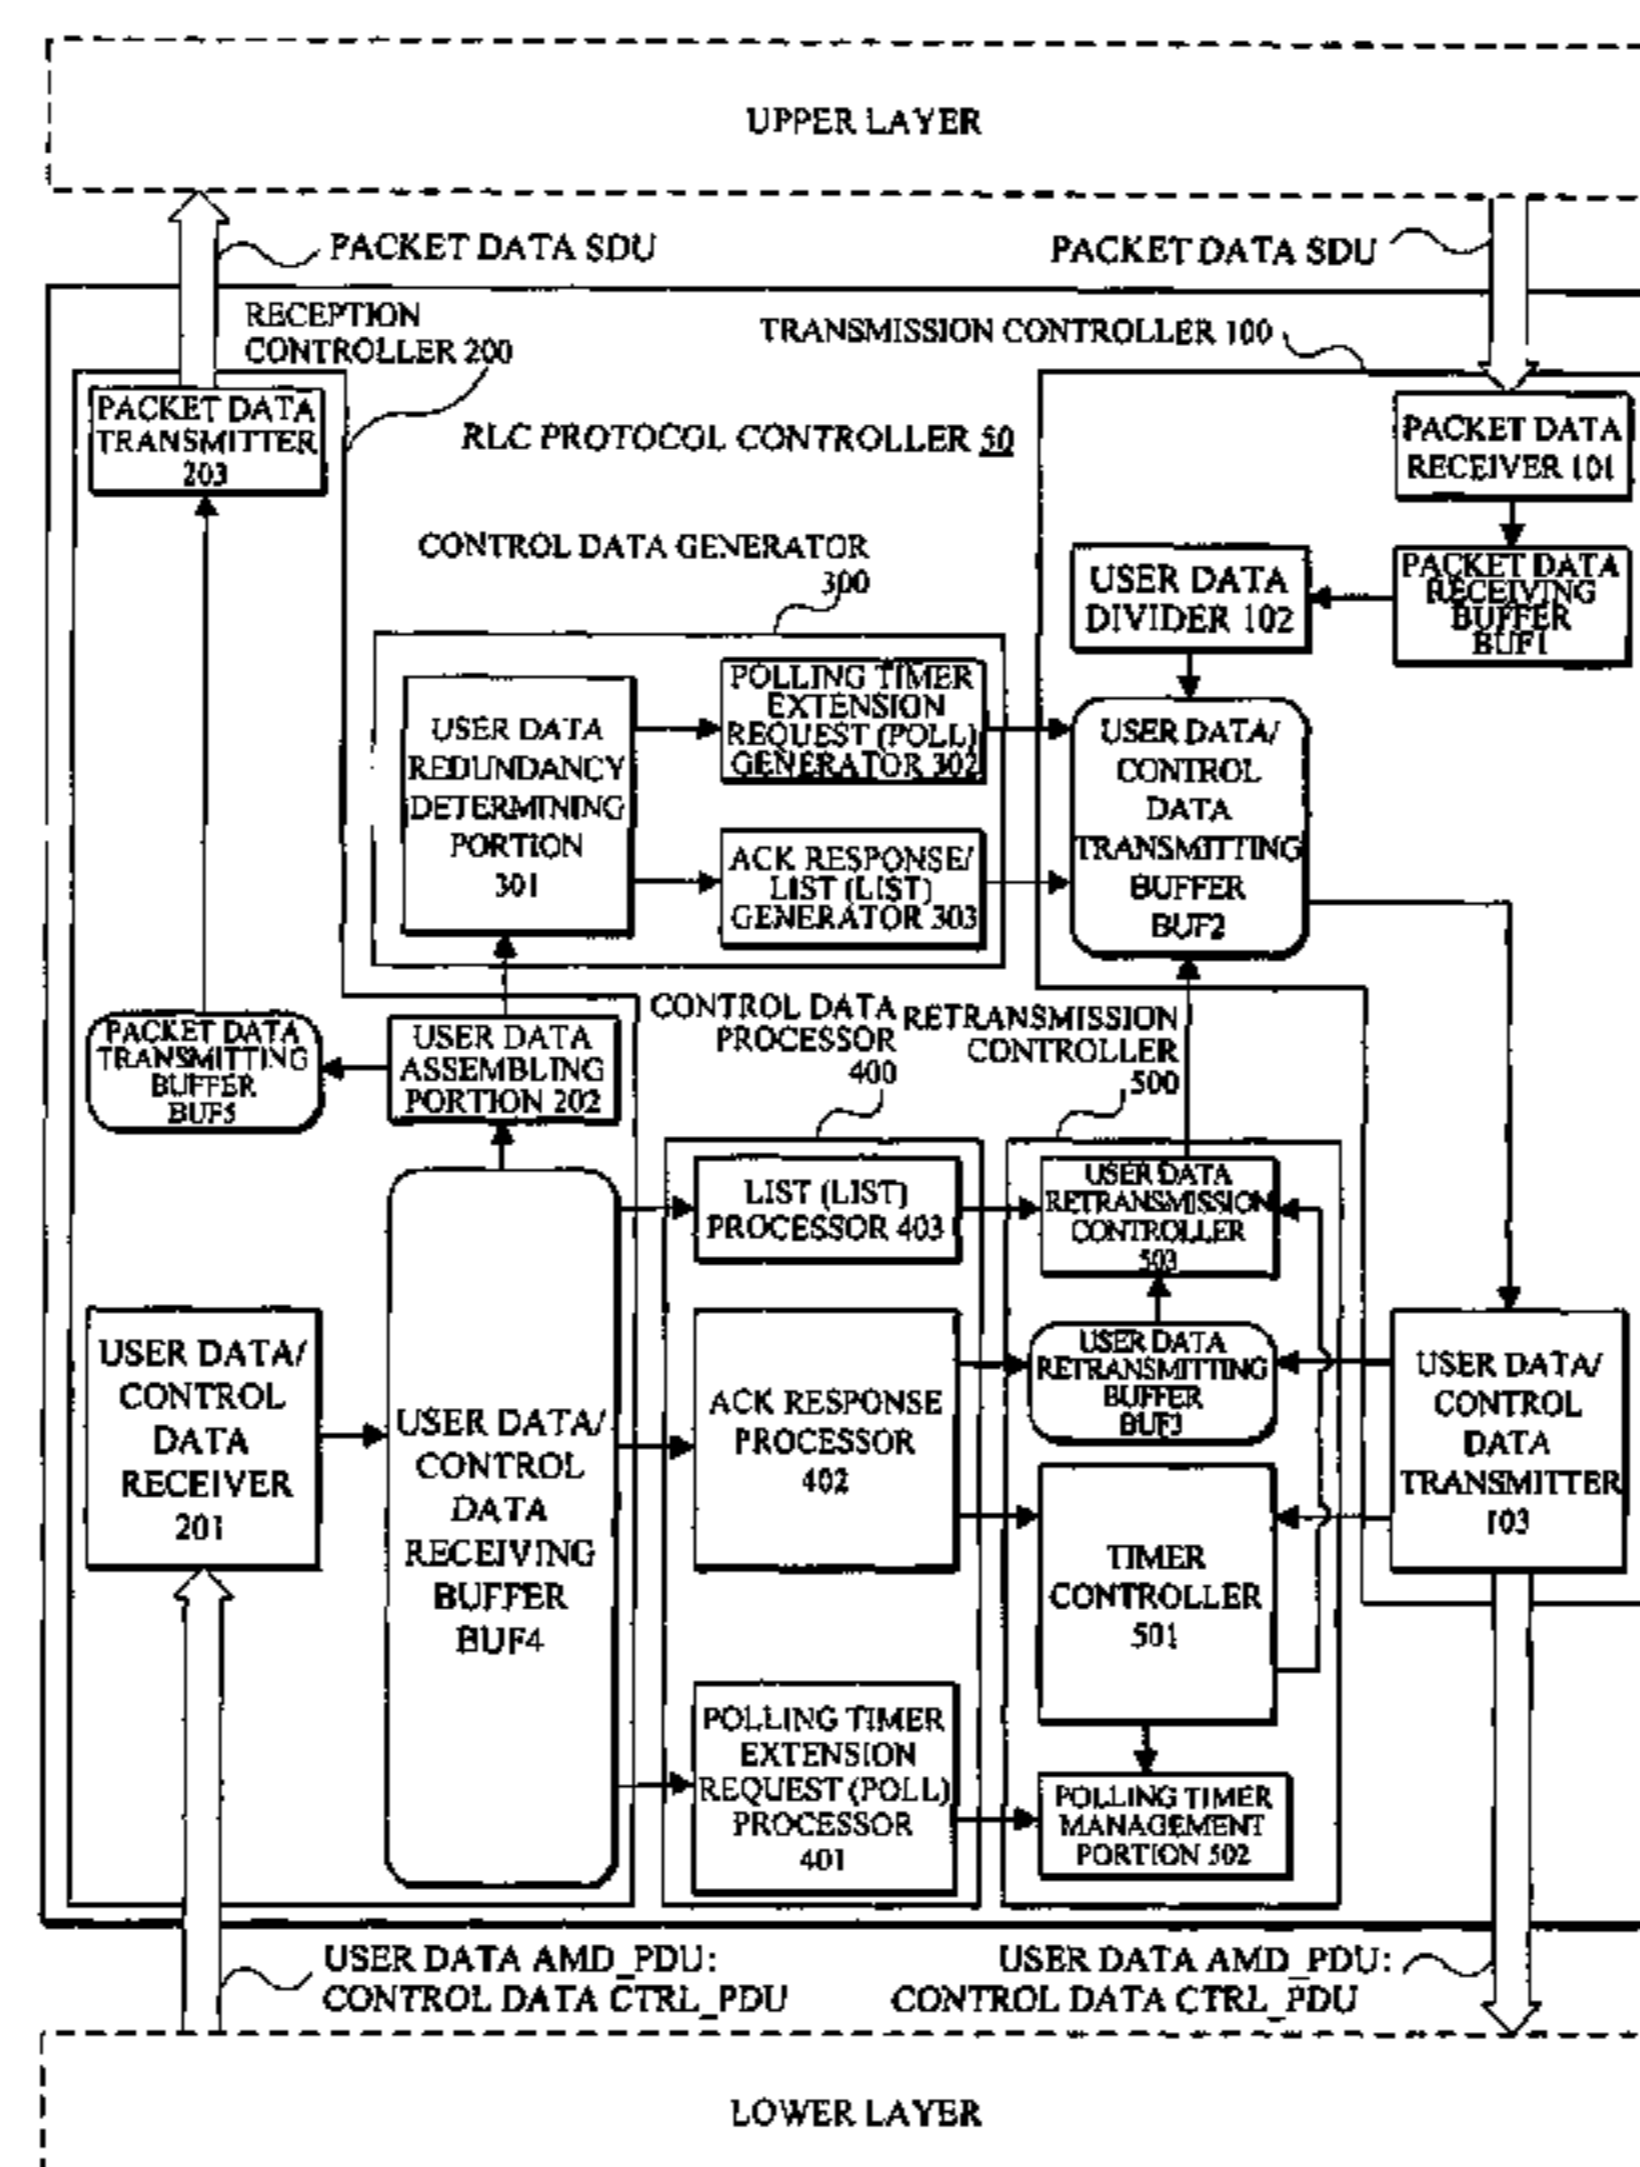 UPPER LAYER
PACKET DATA SDU
PACKET DATA SDU
RECEPTION
CONTROLLER 200
TRANSMISSION CONTROLLER 100
PACKET DATA
TRANSMITTER
203
RLC PROTOCOL CONTROLLER 50
PACKET DATA
RECEIVER 101
CONTROL DATA GENERATOR
300
USER DATA
DIVIDER 102
PACKET DATA
RECEIVING
BUFFER
BUF1
USER DATA
REDUNDANCY
DETERMINING
PORTION
301
POLLING TIMER
EXTENSION
REQUEST (POLL)
GENERATOR 302
ACK RESPONSE/
LIST (LIST)
GENERATOR 303
USER DATA/
CONTROL
DATA
TRANSMITTING
BUFFER
BUF2
PACKET DATA
TRANSMITTING
BUFFER
BUF5
USER DATA
ASSEMBLING
PORTION 202
CONTROL DATA
PROCESSOR
400
RETRANSMISSION
CONTROLLER
500
LIST (LIST)
PROCESSOR 403
USER DATA
RETRANSMISSION
CONTROLLER
503
USER DATA/
CONTROL
DATA
RECEIVER
201
USER DATA/
CONTROL
DATA
RECEIVING
BUFFER
BUF4
ACK RESPONSE
PROCESSOR
402
USER DATA
RETRANSMITTING
BUFFER
BUF3
USER DATA/
CONTROL
DATA
TRANSMITTER
103
TIMER
CONTROLLER
501
POLLING TIMER
EXTENSION
REQUEST (POLL)
PROCESSOR
401
POLLING TIMER
MANAGEMENT
PORTION 502
USER DATA AMD_PDU:
CONTROL DATA CTRL_PDU
USER DATA AMD_PDU:
CONTROL DATA CTRL_PDU
LOWER LAYER